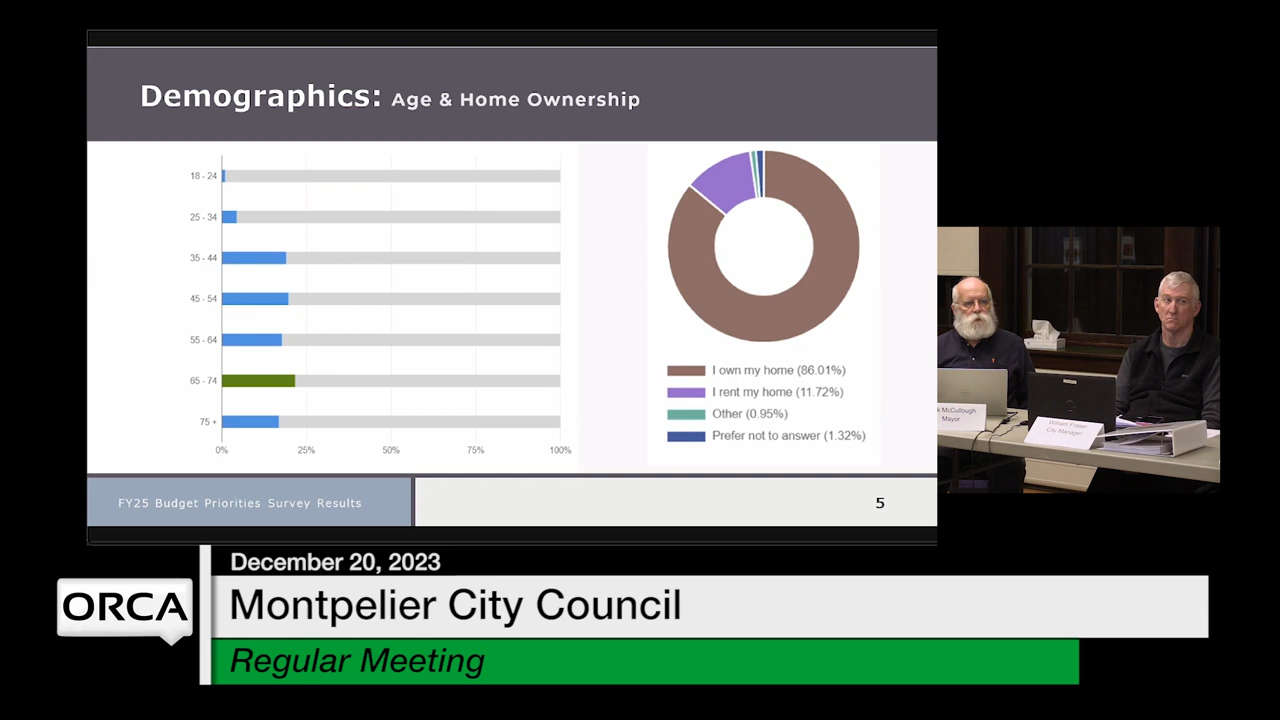 Demographics: Age & Home Ownership
18 - 24
25 - 34
35 - 44
45 - 54
55 - 64
65 - 74
75 +
0%
25%
50%
75%
100%
I own my home (86.01%)
I rent my home (11.72%)
Other (0.95%)
Prefer not to answer (1.32%)
FY25 Budget Priorities Survey Results
5
McCullough
Mayor
William Fraser
City Manager
December 20, 2023
ORCA
Montpelier City Council
Regular Meeting